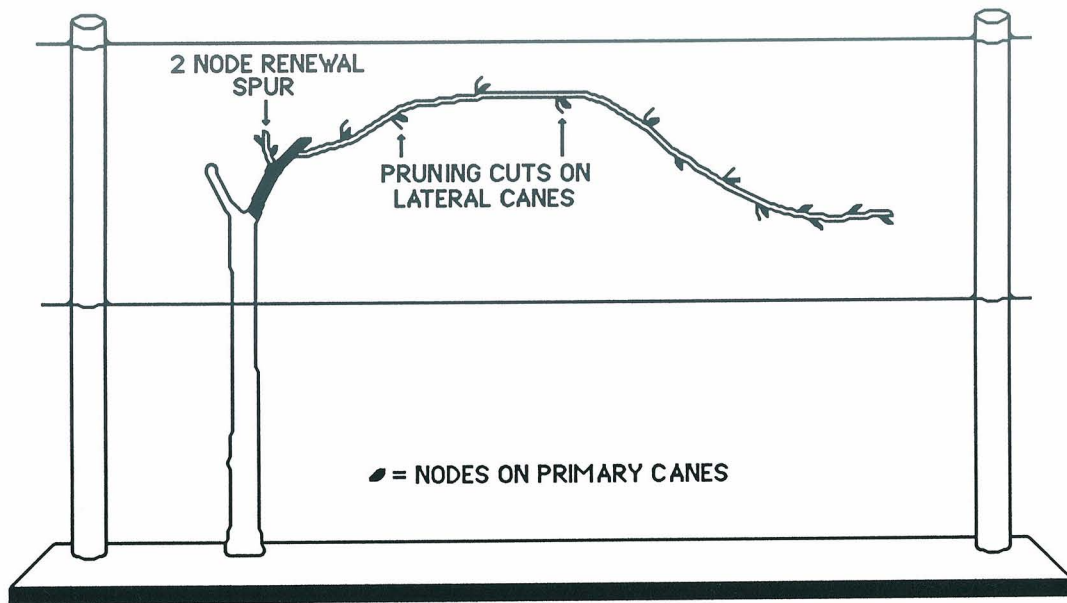 2 NODE RENEWAL
SPUR
PRUNING CUTS ON
LATERAL CANES
= NODES ON PRIMARY CANES